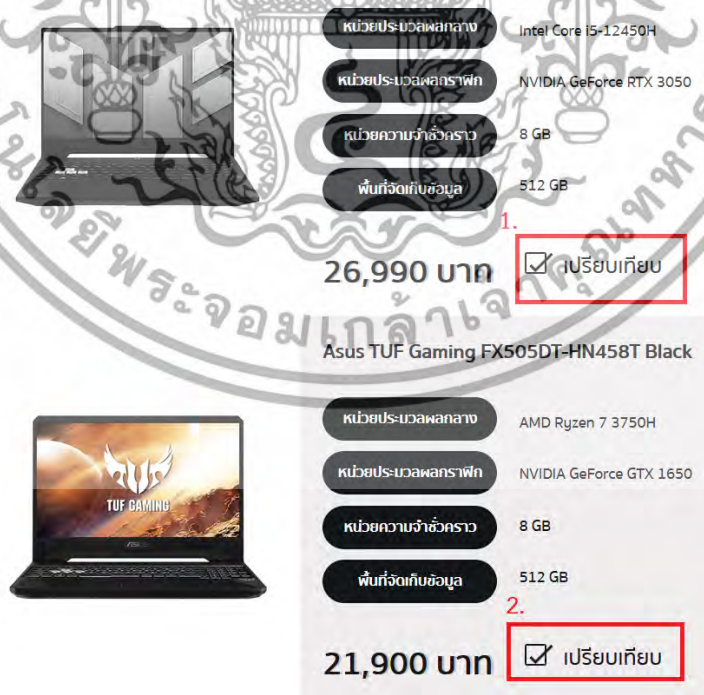 หน่วยประมวลผลกลาง Intel Core i5-12450H
หน่วยประมวลผลกราฟิก NVIDIA GeForce RTX 3050
หน่วยความจำชั่วคราว 8 GB
พื้นที่จัดเก็บข้อมูล 512 GB
1.
26,990 บาท เปรียบเทียบ
Asus TUF Gaming FX505DT-HN458T Black
หน่วยประมวลผลกลาง AMD Ryzen 7 3750H
หน่วยประมวลผลกราฟิก NVIDIA GeForce GTX 1650
TUF GAMING
หน่วยความจำชั่วคราว 8 GB
พื้นที่จัดเก็บข้อมูล 512 GB
2.
21,900 บาท เปรียบเทียบ